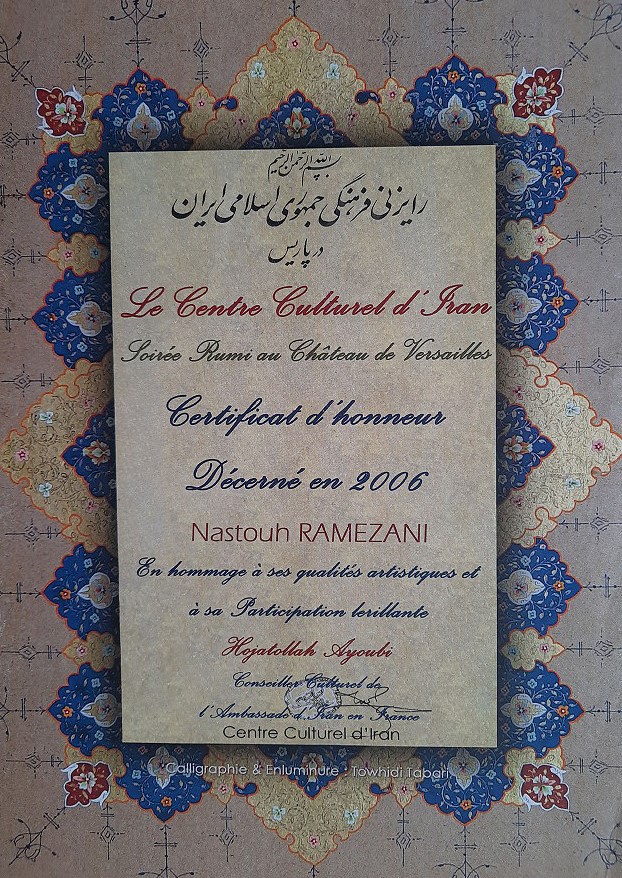 بسم الله الرحمن الرحیم
رایزنی فرهنگی جمهوری اسلامی ایران
در پاریس
Le Centre Culturel d'Iran
Soirée Rumi au Château de Versailles
Certificat d'honneur
Décerné en 2006
Nastouh RAMEZANI
En hommage à ses qualités artistiques et
à sa Participation lerillante
Hojatollah Ayoubi
Conseiller Culturel de
l'Ambassade d'Iran en France
Centre Culturel d'Iran
Calligraphie & Enluminure : Towhidi Tabari